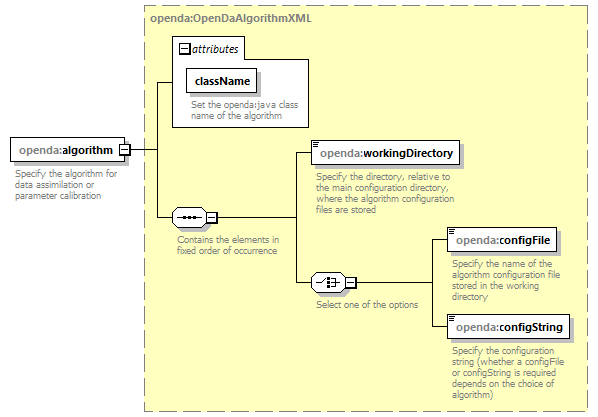 openda:OpenDaAlgorithmXML
attributes
className
Set the openda:java class
name of the algorithm
openda:algorithm
Specify the algorithm for
data assimilation or
parameter calibration
openda:workingDirectory
Specify the directory, relative to
the main configuration directory,
where the algorithm configuration
files are stored
Contains the elements in
fixed order of occurrence
openda:configFile
Specify the name of the
algorithm configuration file
stored in the working
directory
Select one of the options
openda:configString
Specify the configuration
string (whether a configFile
or configString is required
depends on the choice of
algorithm)